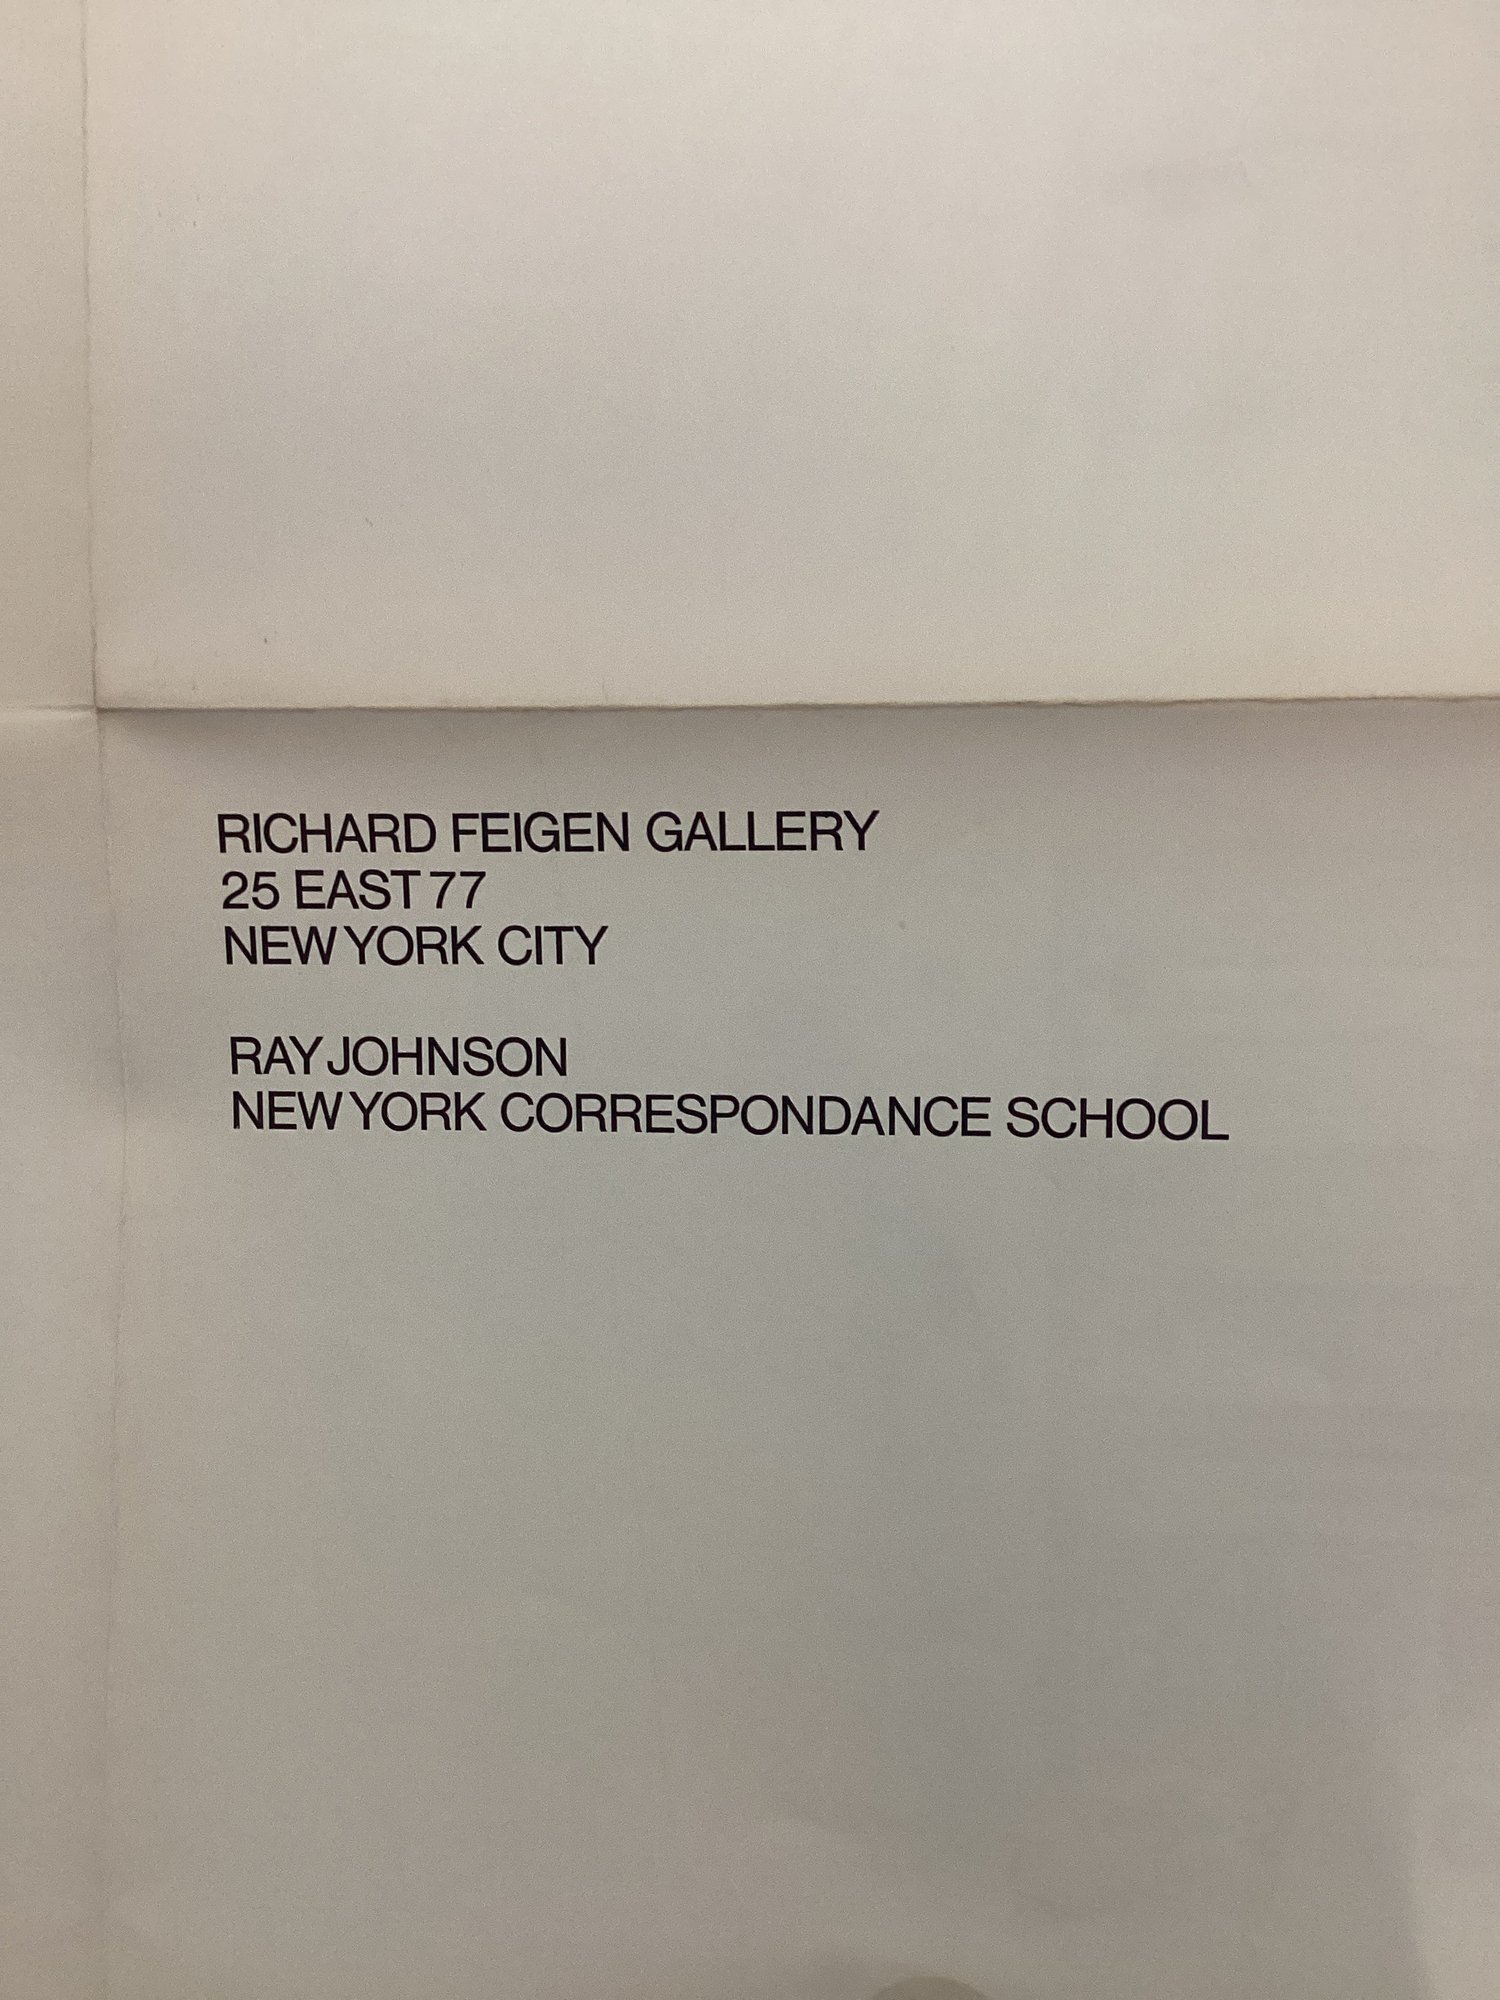 RICHARD FEIGEN GALLERY
25 EAST 77
NEW YORK CITY
RAY JOHNSON
NEW YORK CORRESPONDANCE SCHOOL